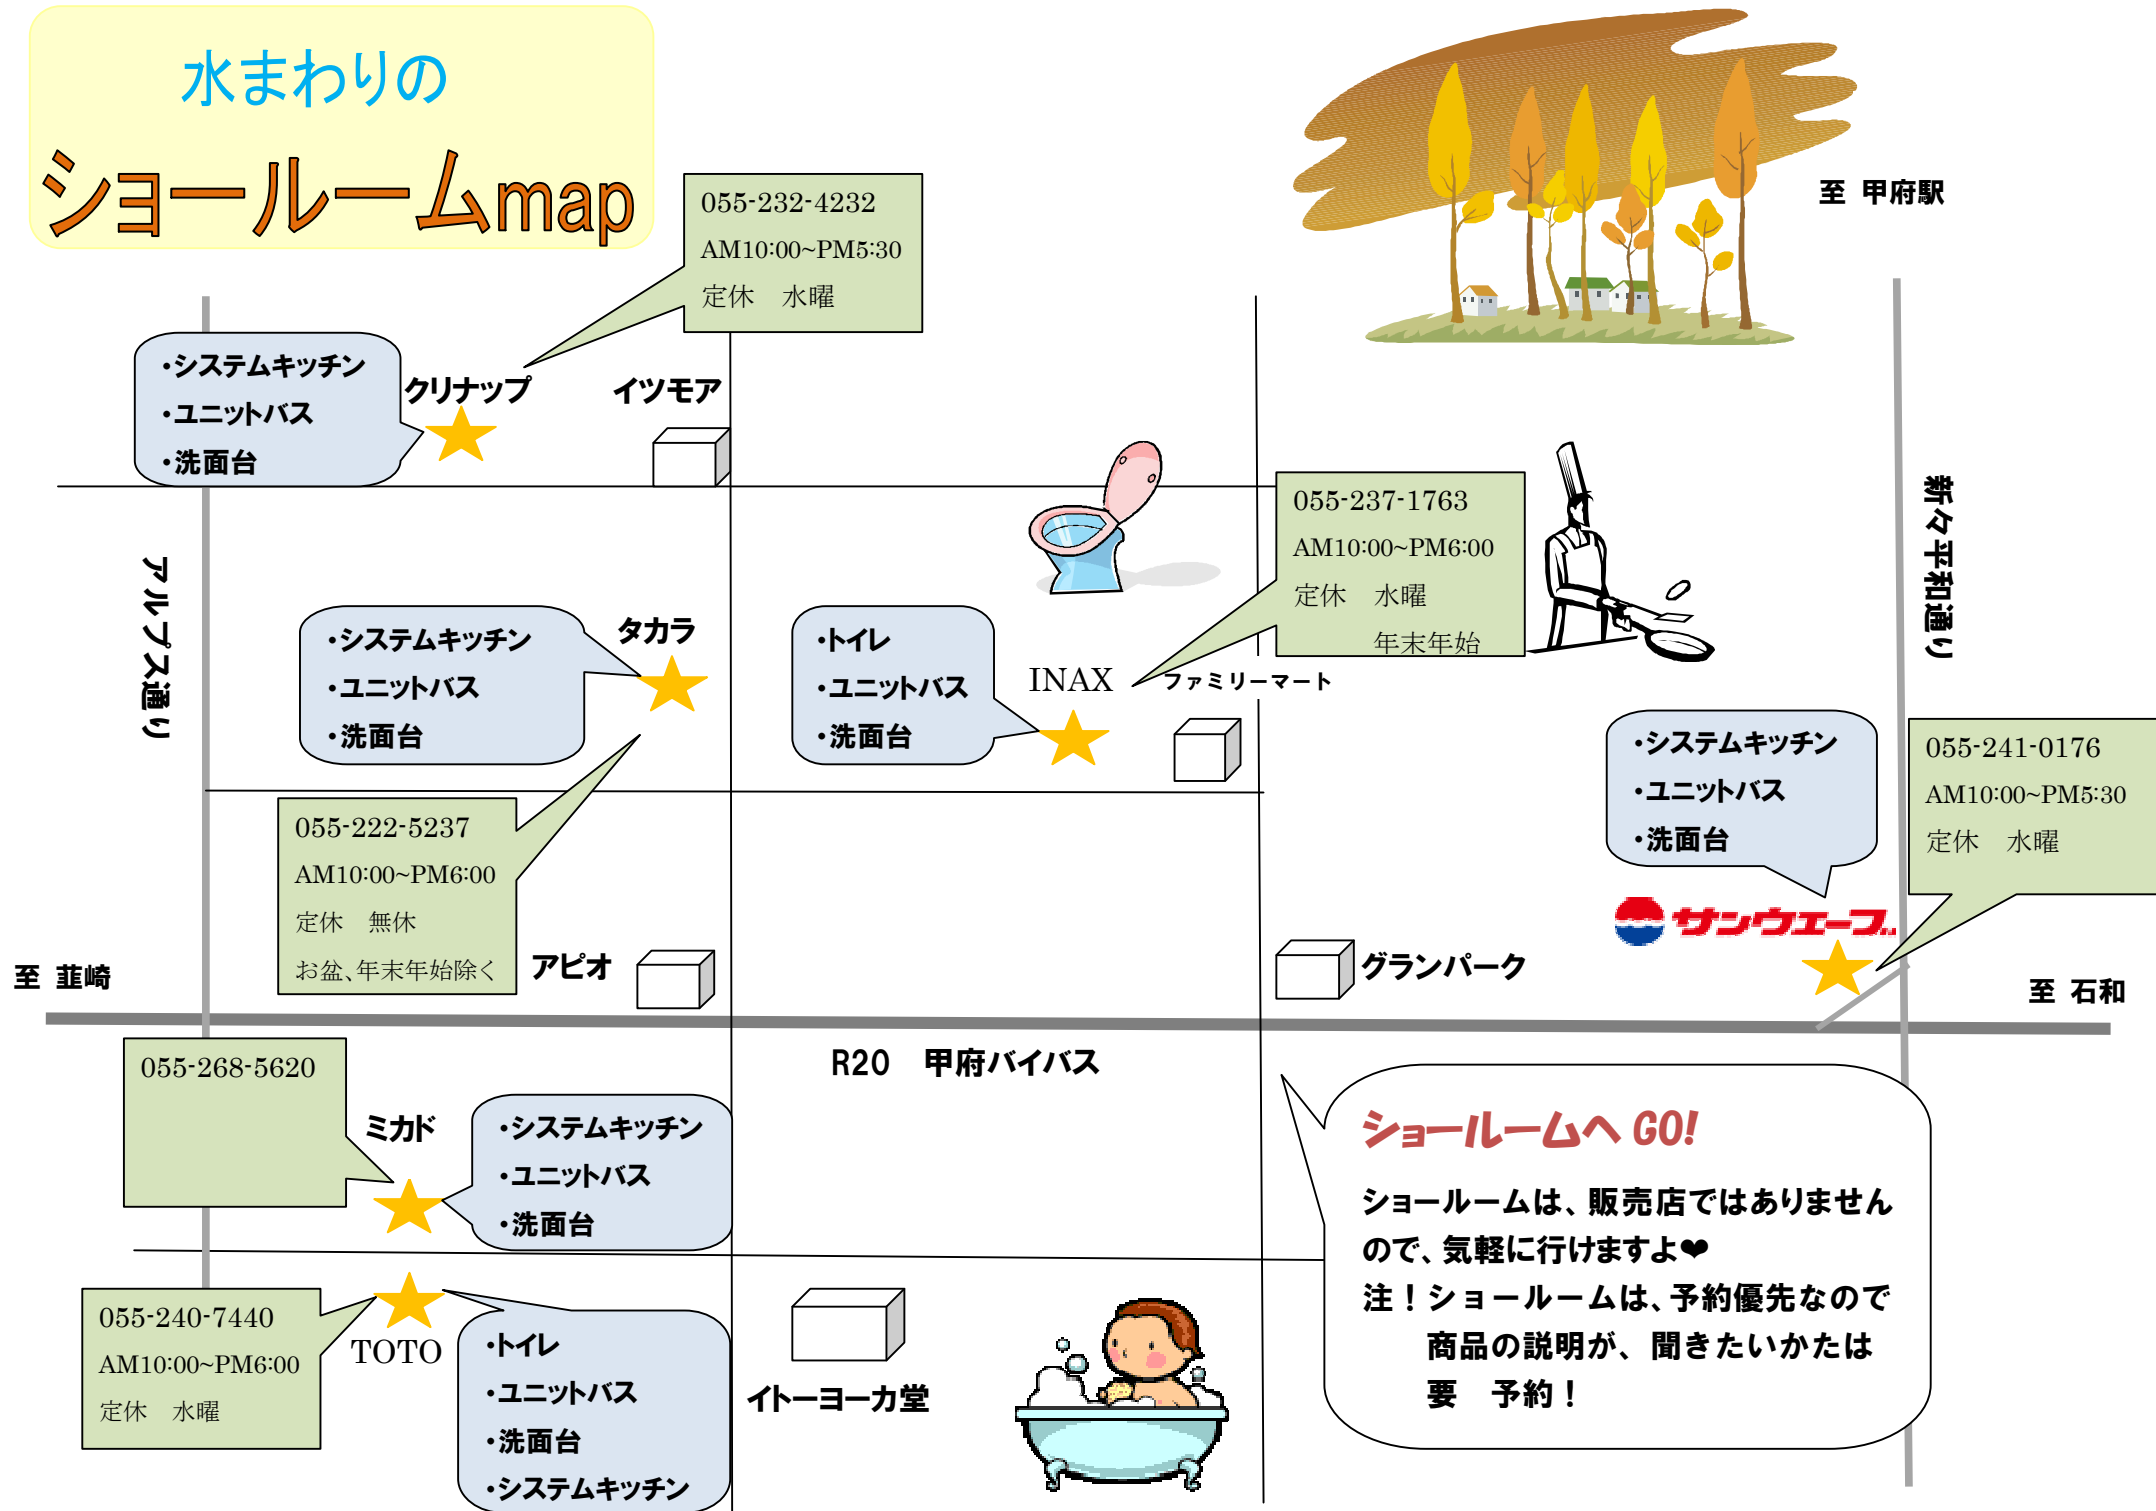 水まわりの
ショールームmap
055-232-4232
AM10:00~PM5:30
定休　水曜
至 甲府駅
・システムキッチン
・ユニットバス
・洗面台
クリナップ
イツモア
055-237-1763
AM10:00~PM6:00
定休　水曜
年末年始
新々平和通り
アルプス通り
・システムキッチン
・ユニットバス
・洗面台
タカラ
・トイレ
・ユニットバス
・洗面台
INAX
ファミリーマート
・システムキッチン
・ユニットバス
・洗面台
055-241-0176
AM10:00~PM5:30
定休　水曜
055-222-5237
AM10:00~PM6:00
定休　無休
お盆、年末年始除く
アピオ
サンウエーブ
グランパーク
至 韮崎
至 石和
R20　甲府バイパス
055-268-5620
ミカド
・システムキッチン
・ユニットバス
・洗面台
ショールームへ GO!
ショールームは、販売店ではありません
ので、気軽に行けますよ❤
注！ショールームは、予約優先なので
商品の説明が、聞きたいかたは
要　予約！
055-240-7440
AM10:00~PM6:00
定休　水曜
TOTO
・トイレ
・ユニットバス
・洗面台
・システムキッチン
イトーヨーカ堂